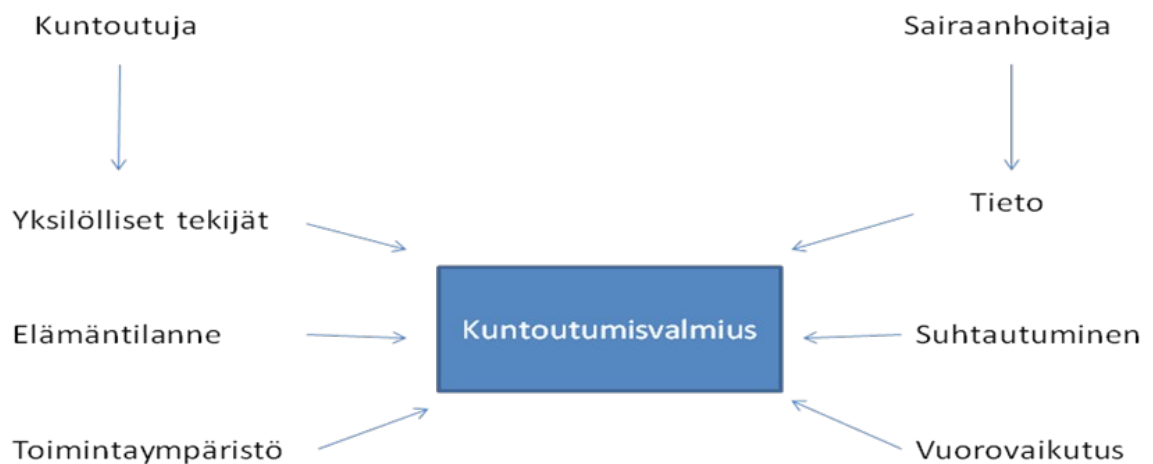 Kuntoutuja
Sairaanhoitaja
Yksilölliset tekijät
Tieto
Elämäntilanne
Kuntoutumisvalmius
Suhtautuminen
Toimintaympäristö
Vuorovaikutus